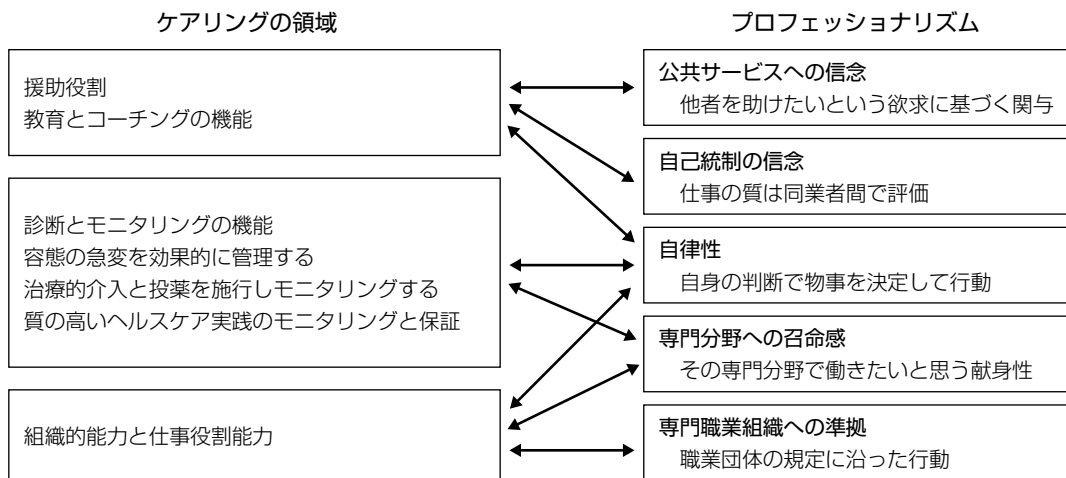 ケアリングの領域
援助役割
教育とコーチングの機能
診断とモニタリングの機能
容態の急変を効果的に管理する
治療的介入と投薬を施行しモニタリングする
質の高いヘルスケア実践のモニタリングと保証
組織的能力と仕事役割能力
プロフェッショナリズム
公共サービスへの信念
他者を助けたいという欲求に基づく関与
自己統制の信念
仕事の質は同業者間で評価
自律性
自身の判断で物事を決定して行動
専門分野への召命感
その専門分野で働きたいと思う献身性
専門職業組織への準拠
職業団体の規定に沿った行動